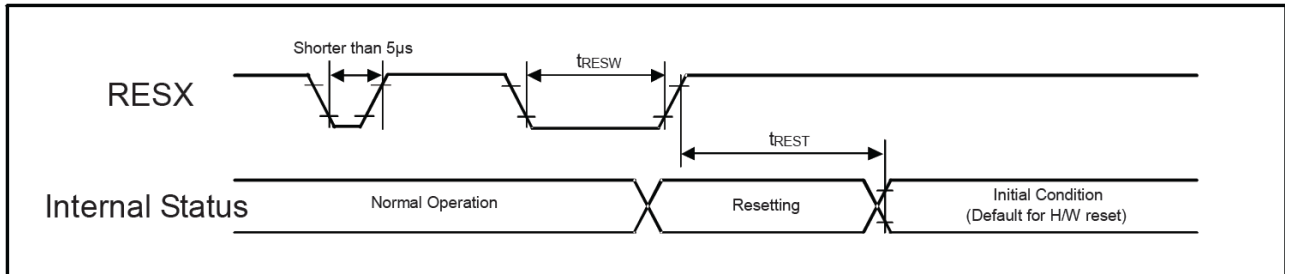 Shorter than 5µs
tRESW
RESX
tREST
Internal Status
Normal Operation
Resetting
Initial Condition
(Default for H/W reset)